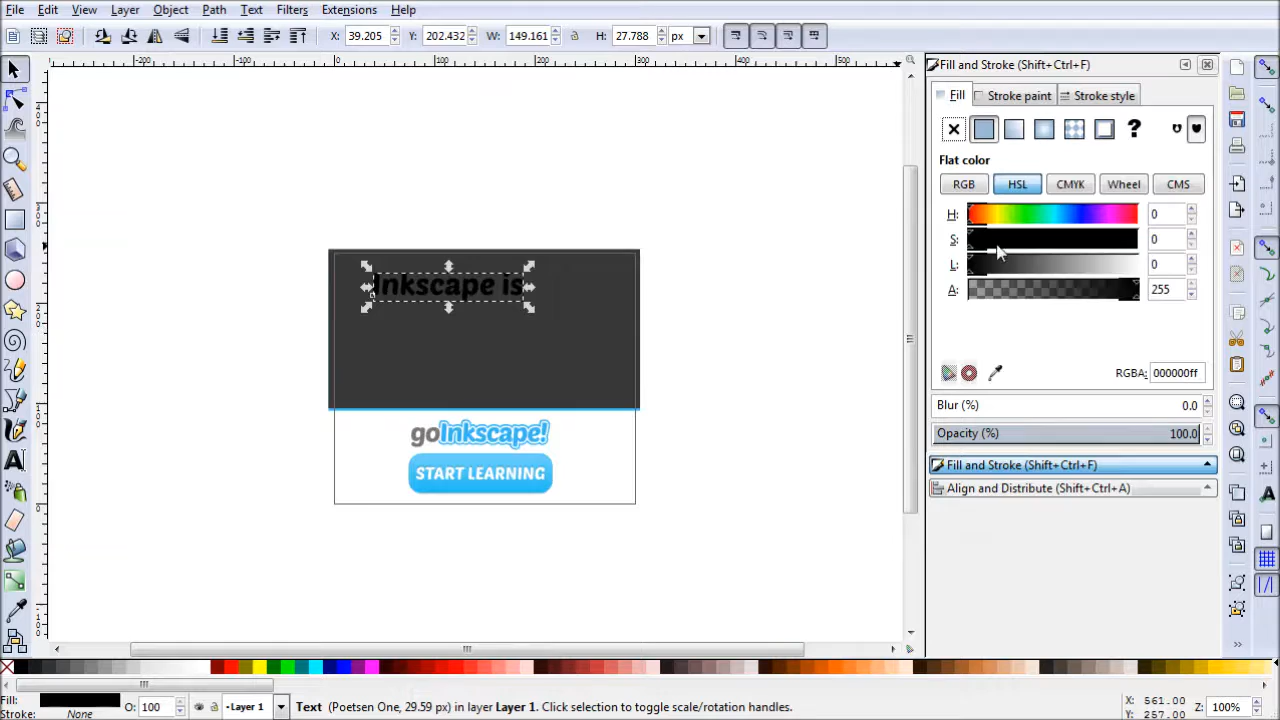 File Edit View Layer Object Path Text Filters Extensions Help
X: 39.205 Y: 202.432 W: 149.161 H: 27.788 px
Fill and Stroke (Shift+Ctrl+F)
Fill Stroke paint Stroke style
Flat color
RGB HSL CMYK Wheel CMS
H: 0
S: 0
L: 0
A: 255
RGBA: 000000ff
Blur (%) 0.0
Opacity (%) 100.0
Fill and Stroke (Shift+Ctrl+F)
Align and Distribute (Shift+Ctrl+A)
Inkscape is
goInkscape!
START LEARNING
Fill: O: 100 Layer 1 Text (Poetsen One, 29.59 px) in layer Layer 1. Click selection to toggle scale/rotation handles. X: 561.00 Z: 100%
Stroke: None Y: 257.00